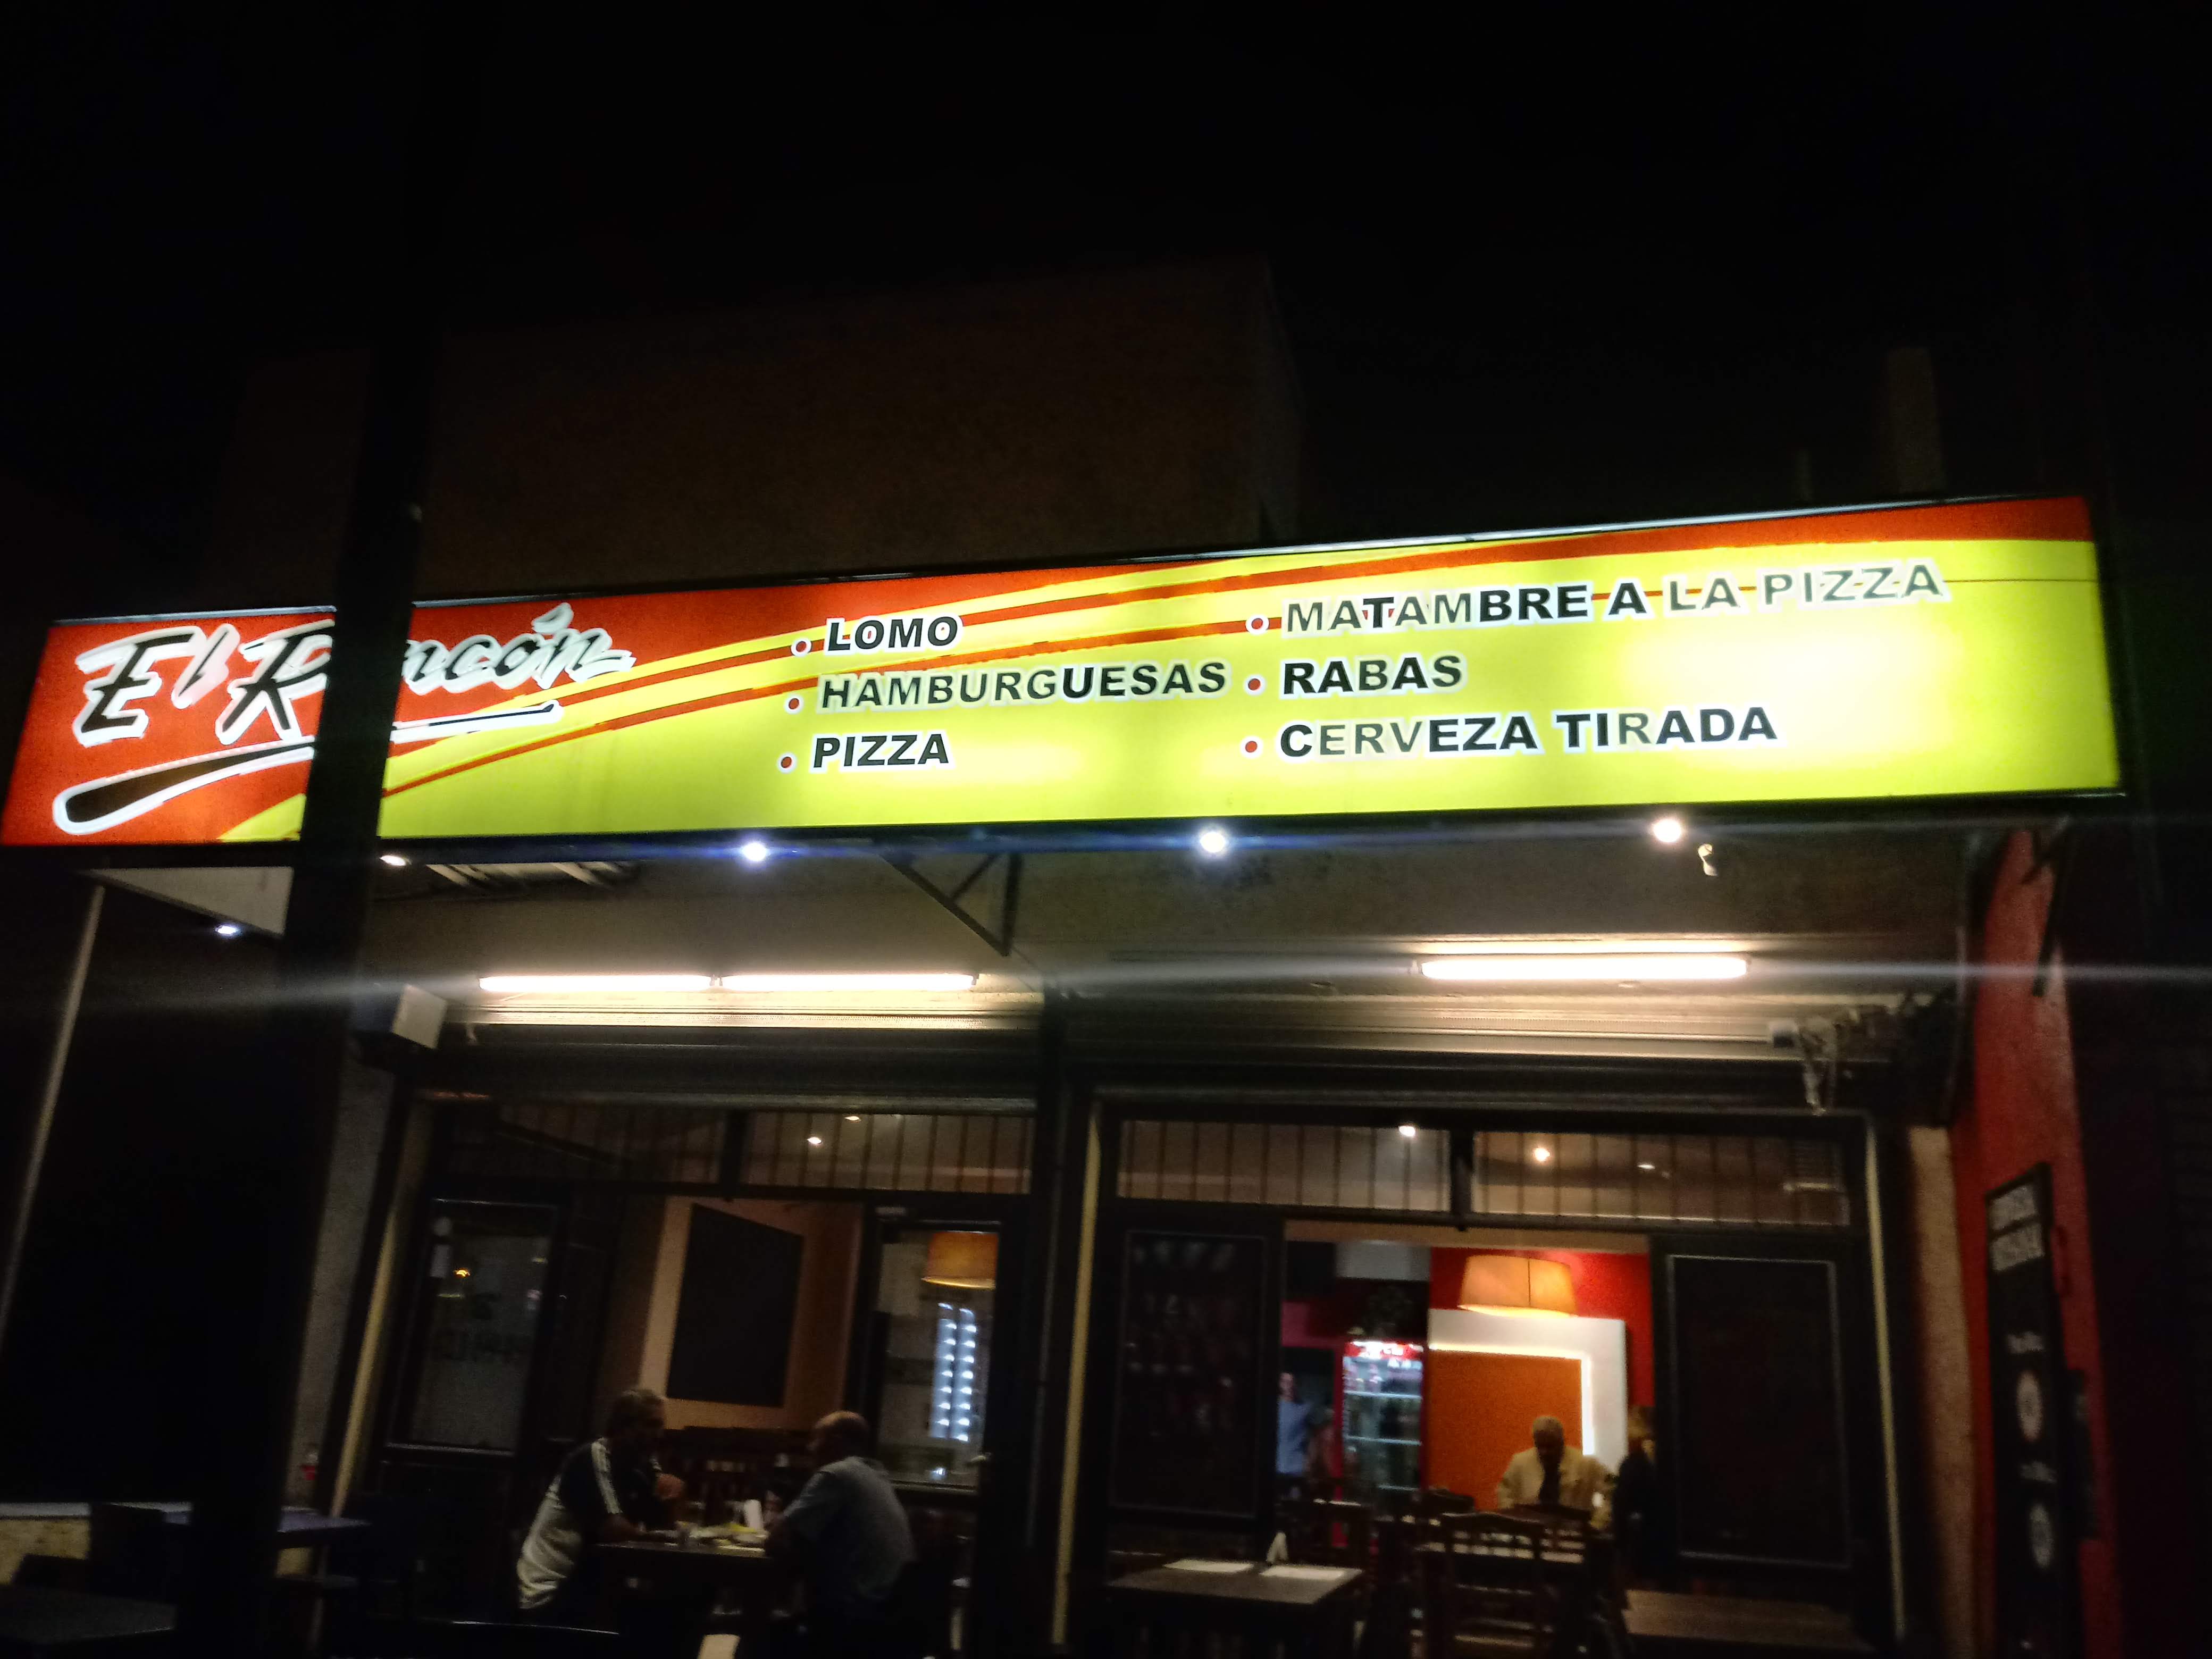 El Rincón
• LOMO
• HAMBURGUESAS
• PIZZA
• MATAMBRE A LA PIZZA
• RABAS
• CERVEZA TIRADA